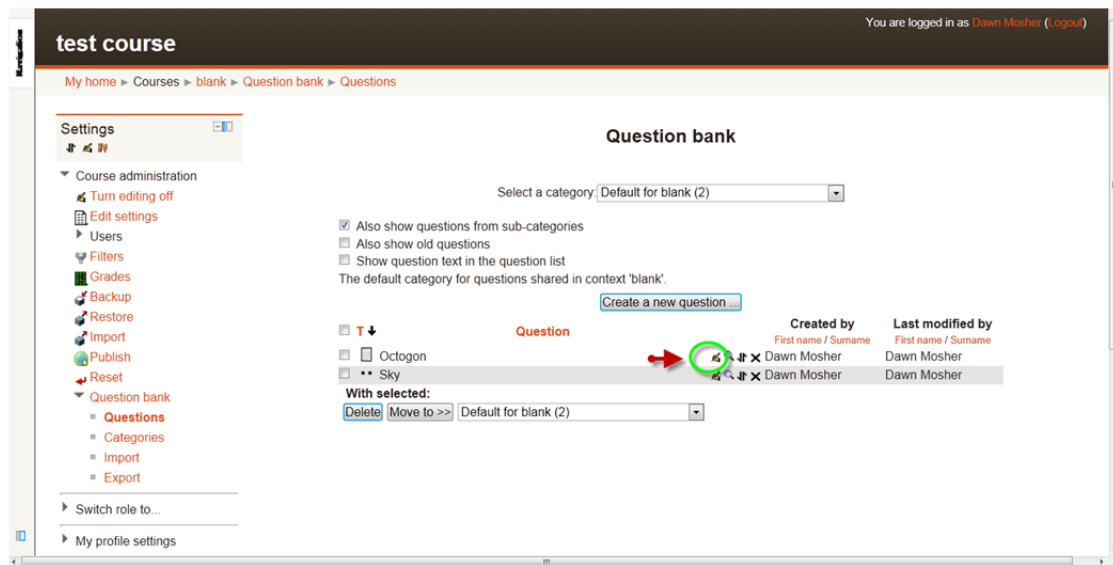 You are logged in as Dawn Mosher (Logout)
Navigation
test course
My home ► Courses ► blank ► Question bank ► Questions
Settings
Course administration
Turn editing off
Edit settings
Users
Filters
Grades
Backup
Restore
Import
Publish
Reset
Question bank
Questions
Categories
Import
Export
Switch role to...
My profile settings
Question bank
Select a category: Default for blank (2)
Also show questions from sub-categories
Also show old questions
Show question text in the question list
The default category for questions shared in context 'blank'.
Create a new question ...
T Question Created by Last modified by
First name / Surname First name / Surname
Octogon Dawn Mosher Dawn Mosher
Sky Dawn Mosher Dawn Mosher
With selected:
Delete Move to >> Default for blank (2)